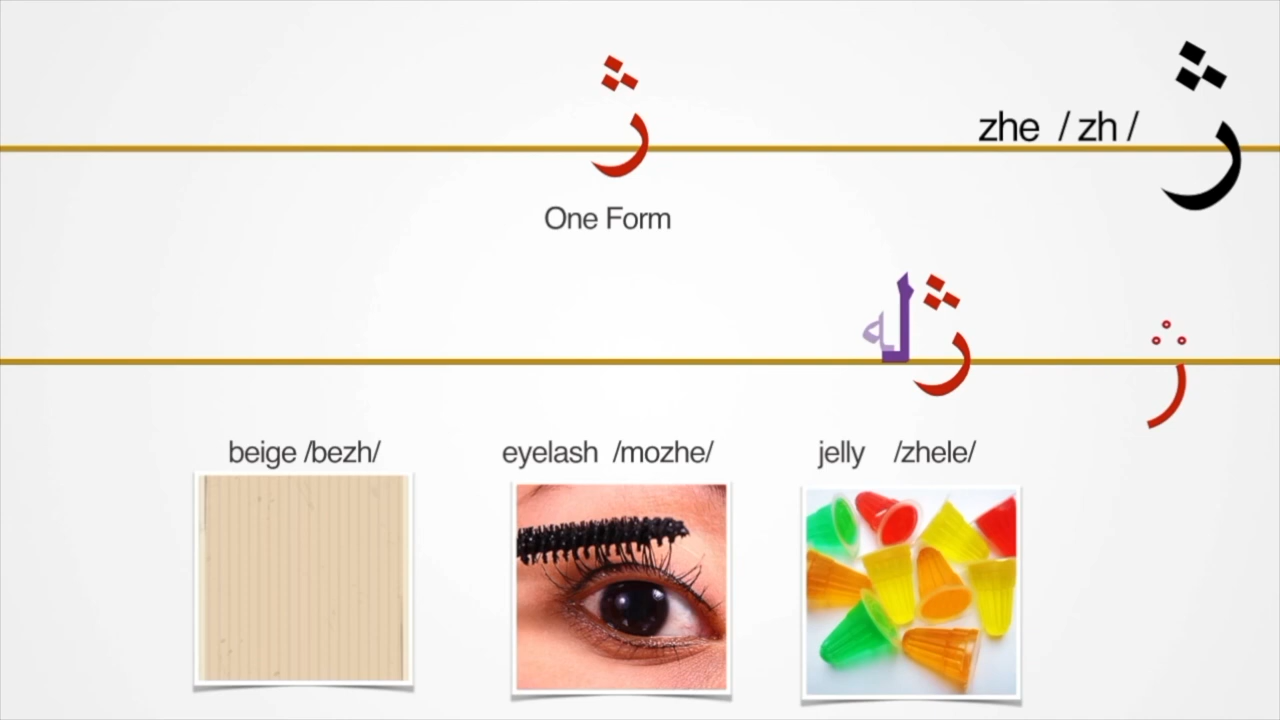 ژ
zhe / zh / ژ
One Form
ژله ژ
beige /bezh/ eyelash /mozhe/ jelly /zhele/